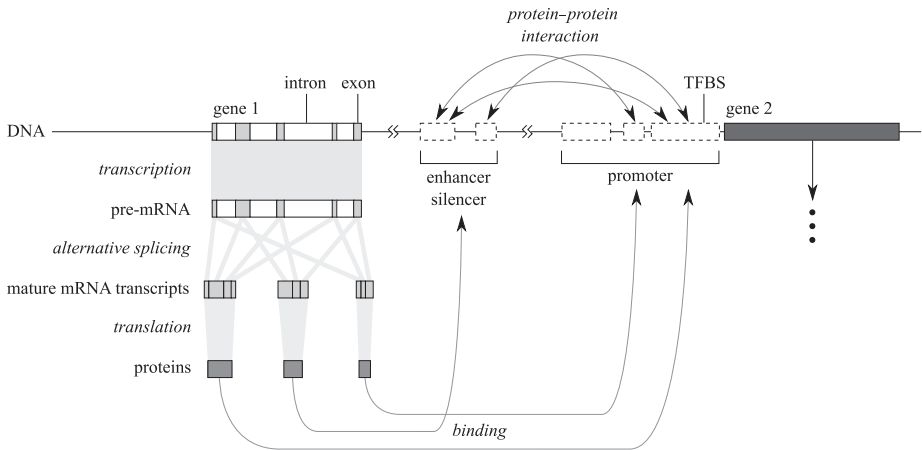 protein–protein
interaction
intron
exon
TFBS
gene 1
gene 2
DNA
transcription
enhancer
silencer
promoter
pre-mRNA
alternative splicing
mature mRNA transcripts
translation
proteins
binding